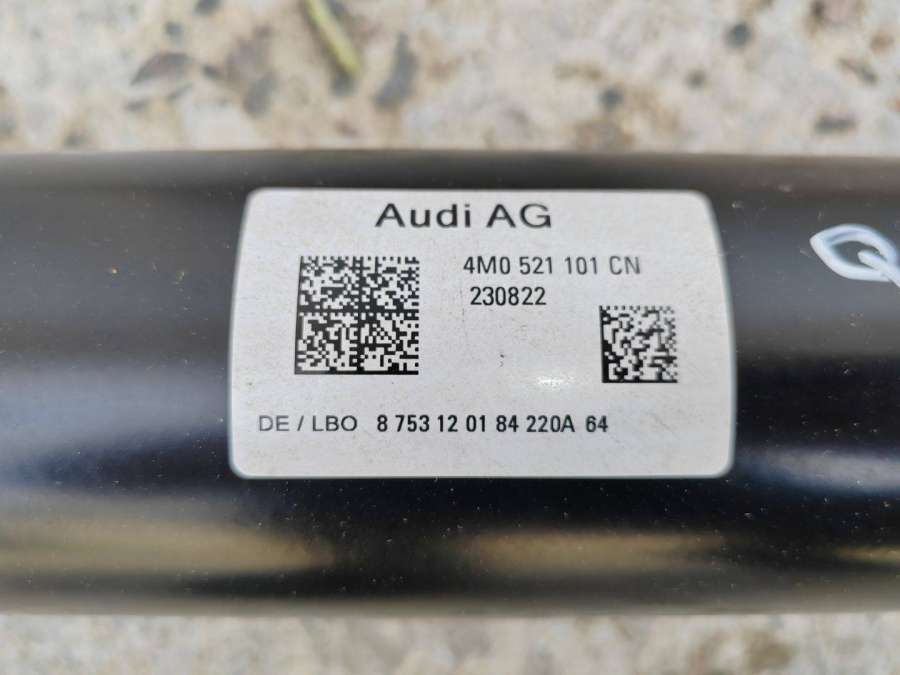 Audi AG
4M0 521 101 CN
230822
DE / LBO 8 753 12 01 84 220A 64